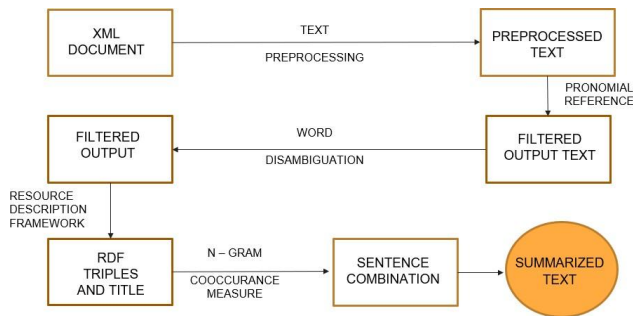 XML
DOCUMENT
TEXT
PREPROCESSING
PREPROCESSED
TEXT
PRONOMIAL
REFERENCE
FILTERED
OUTPUT TEXT
WORD
DISAMBIGUATION
FILTERED
OUTPUT
RESOURCE
DESCRIPTION
FRAMEWORK
RDF
TRIPLES
AND TITLE
N – GRAM
COOCCURANCE
MEASURE
SENTENCE
COMBINATION
SUMMARIZED
TEXT